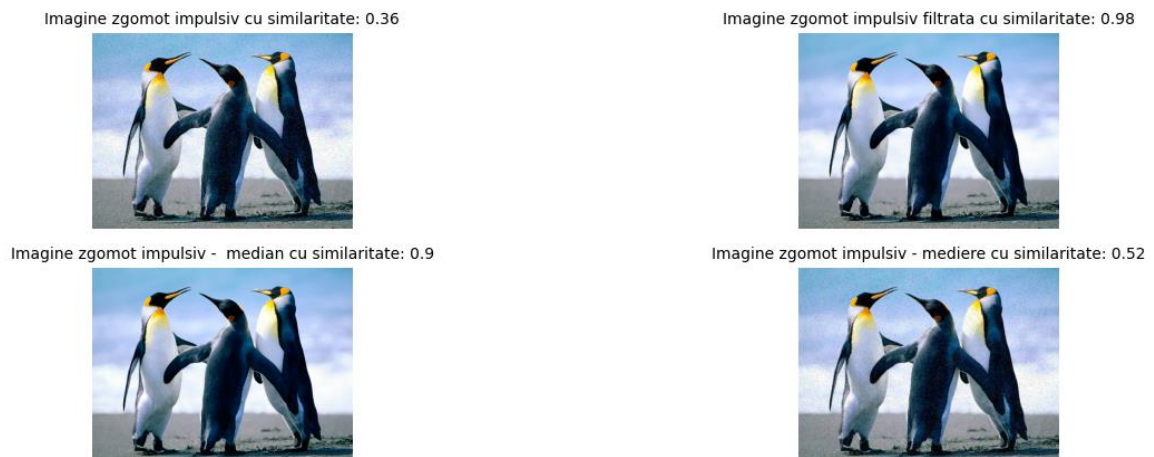 Imagine zgomot impulsiv cu similaritate: 0.36
Imagine zgomot impulsiv filtrata cu similaritate: 0.98
Imagine zgomot impulsiv -  median cu similaritate: 0.9
Imagine zgomot impulsiv - mediere cu similaritate: 0.52